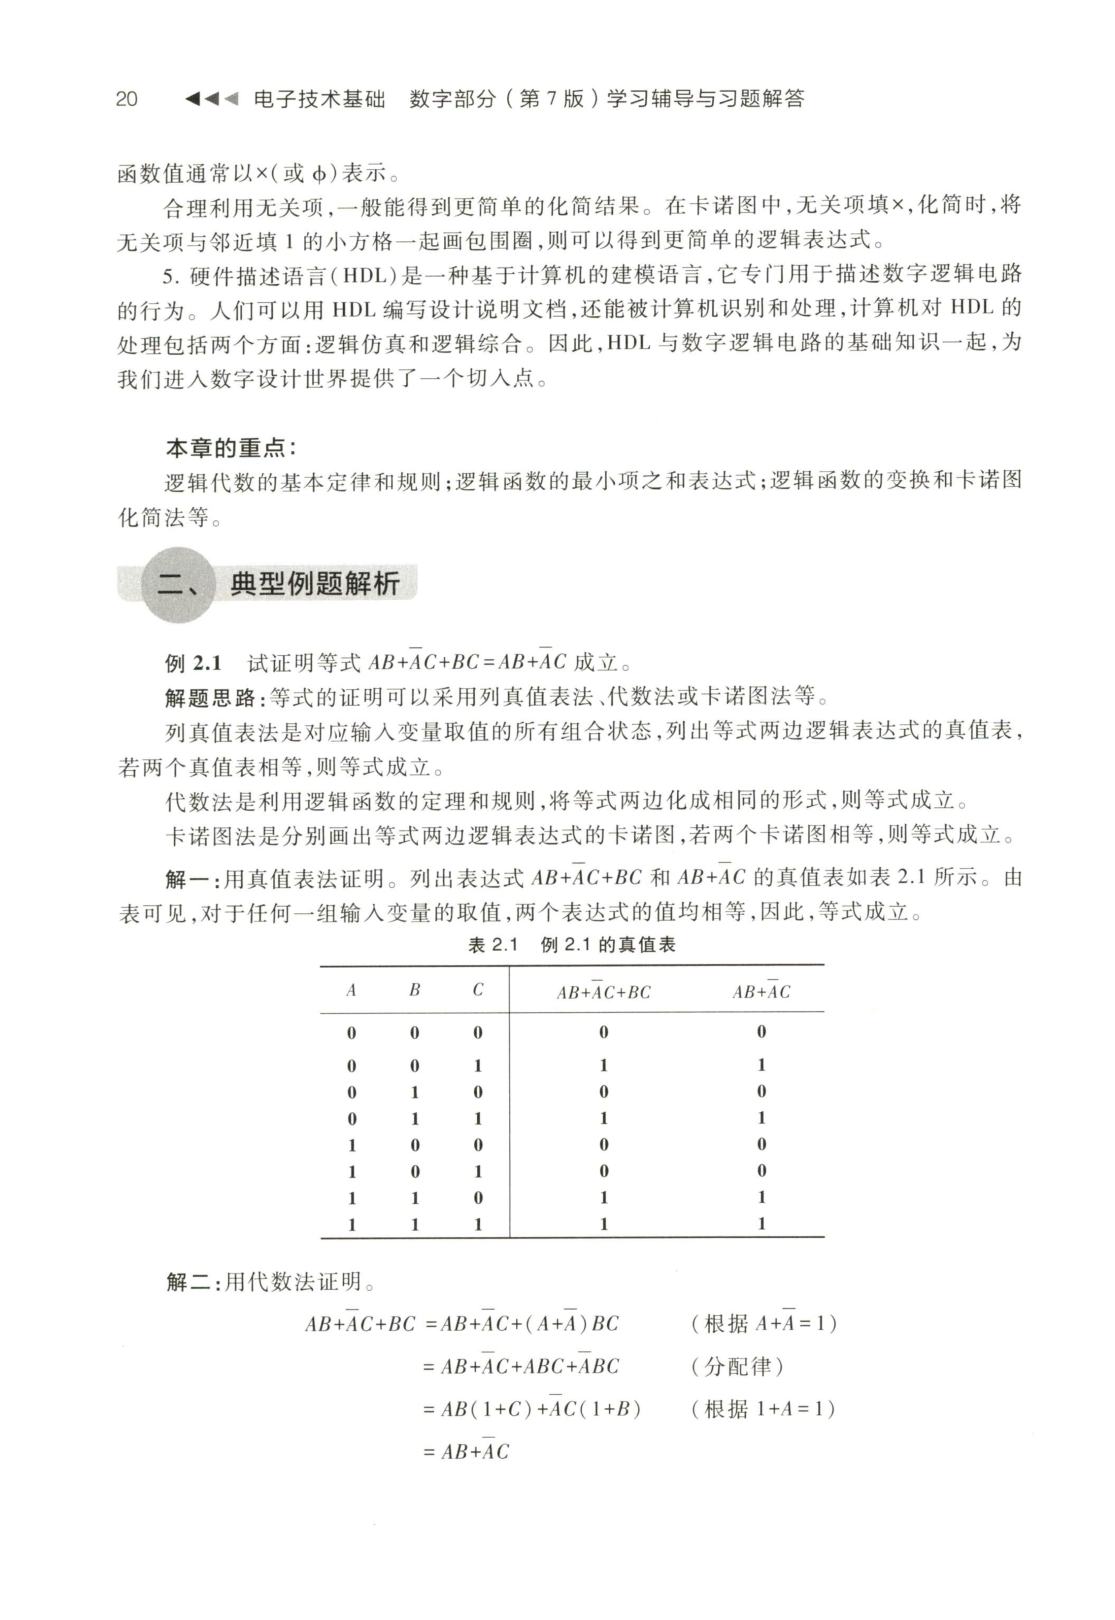 20 ◀◀◀ 电子技术基础 数字部分(第7版)学习辅导与习题解答
函数值通常以×(或 ф)表示。
合理利用无关项,一般能得到更简单的化简结果。在卡诺图中,无关项填×,化简时,将
无关项与邻近填 1 的小方格一起画包围圈,则可以得到更简单的逻辑表达式。
5. 硬件描述语言(HDL)是一种基于计算机的建模语言,它专门用于描述数字逻辑电路
的行为。人们可以用 HDL 编写设计说明文档,还能被计算机识别和处理,计算机对 HDL 的
处理包括两个方面:逻辑仿真和逻辑综合。因此,HDL 与数字逻辑电路的基础知识一起,为
我们进入数字设计世界提供了一个切入点。
本章的重点:
逻辑代数的基本定律和规则;逻辑函数的最小项之和表达式;逻辑函数的变换和卡诺图
化简法等。
二、 典型例题解析
例 2.1 试证明等式 AB+A̅C+BC=AB+A̅C 成立。
解题思路:等式的证明可以采用列真值表法、代数法或卡诺图法等。
列真值表法是对应输入变量取值的所有组合状态,列出等式两边逻辑表达式的真值表,
若两个真值表相等,则等式成立。
代数法是利用逻辑函数的定理和规则,将等式两边化成相同的形式,则等式成立。
卡诺图法是分别画出等式两边逻辑表达式的卡诺图,若两个卡诺图相等,则等式成立。
解一:用真值表法证明。列出表达式 AB+A̅C+BC 和 AB+A̅C 的真值表如表 2.1 所示。由
表可见,对于任何一组输入变量的取值,两个表达式的值均相等,因此,等式成立。
表 2.1 例 2.1 的真值表
A B C AB+A̅C+BC AB+A̅C
0 0 0 0 0
0 0 1 1 1
0 1 0 0 0
0 1 1 1 1
1 0 0 0 0
1 0 1 0 0
1 1 0 1 1
1 1 1 1 1
解二:用代数法证明。
AB+A̅C+BC =AB+A̅C+(A+A̅)BC (根据 A+A̅=1)
= AB+A̅C+ABC+A̅BC (分配律)
= AB(1+C)+A̅C(1+B) (根据 1+A=1)
= AB+A̅C